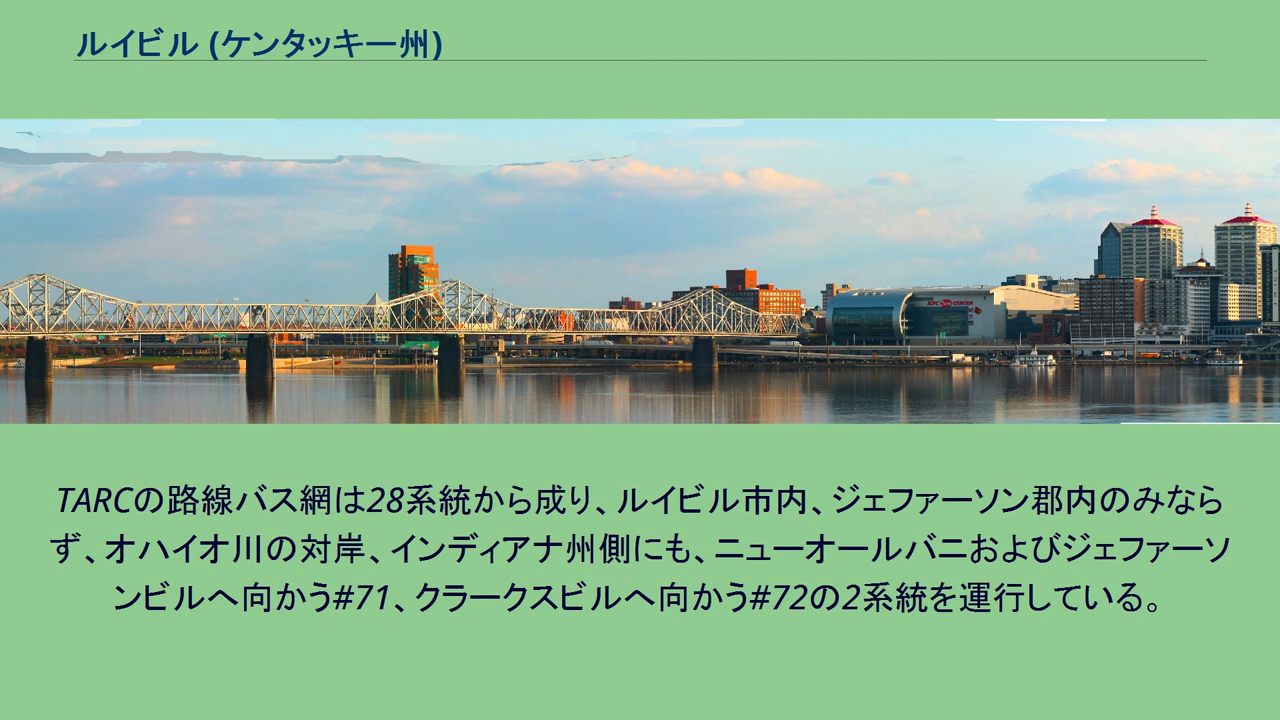 ルイビル (ケンタッキー州)
KFC Yum! CENTER
TARCの路線バス網は28系統から成り、ルイビル市内、ジェファーソン郡内のみなら
ず、オハイオ川の対岸、インディアナ州側にも、ニューオールバニおよびジェファーソ
ンビルへ向かう#71、クラークスビルへ向かう#72の2系統を運行している。